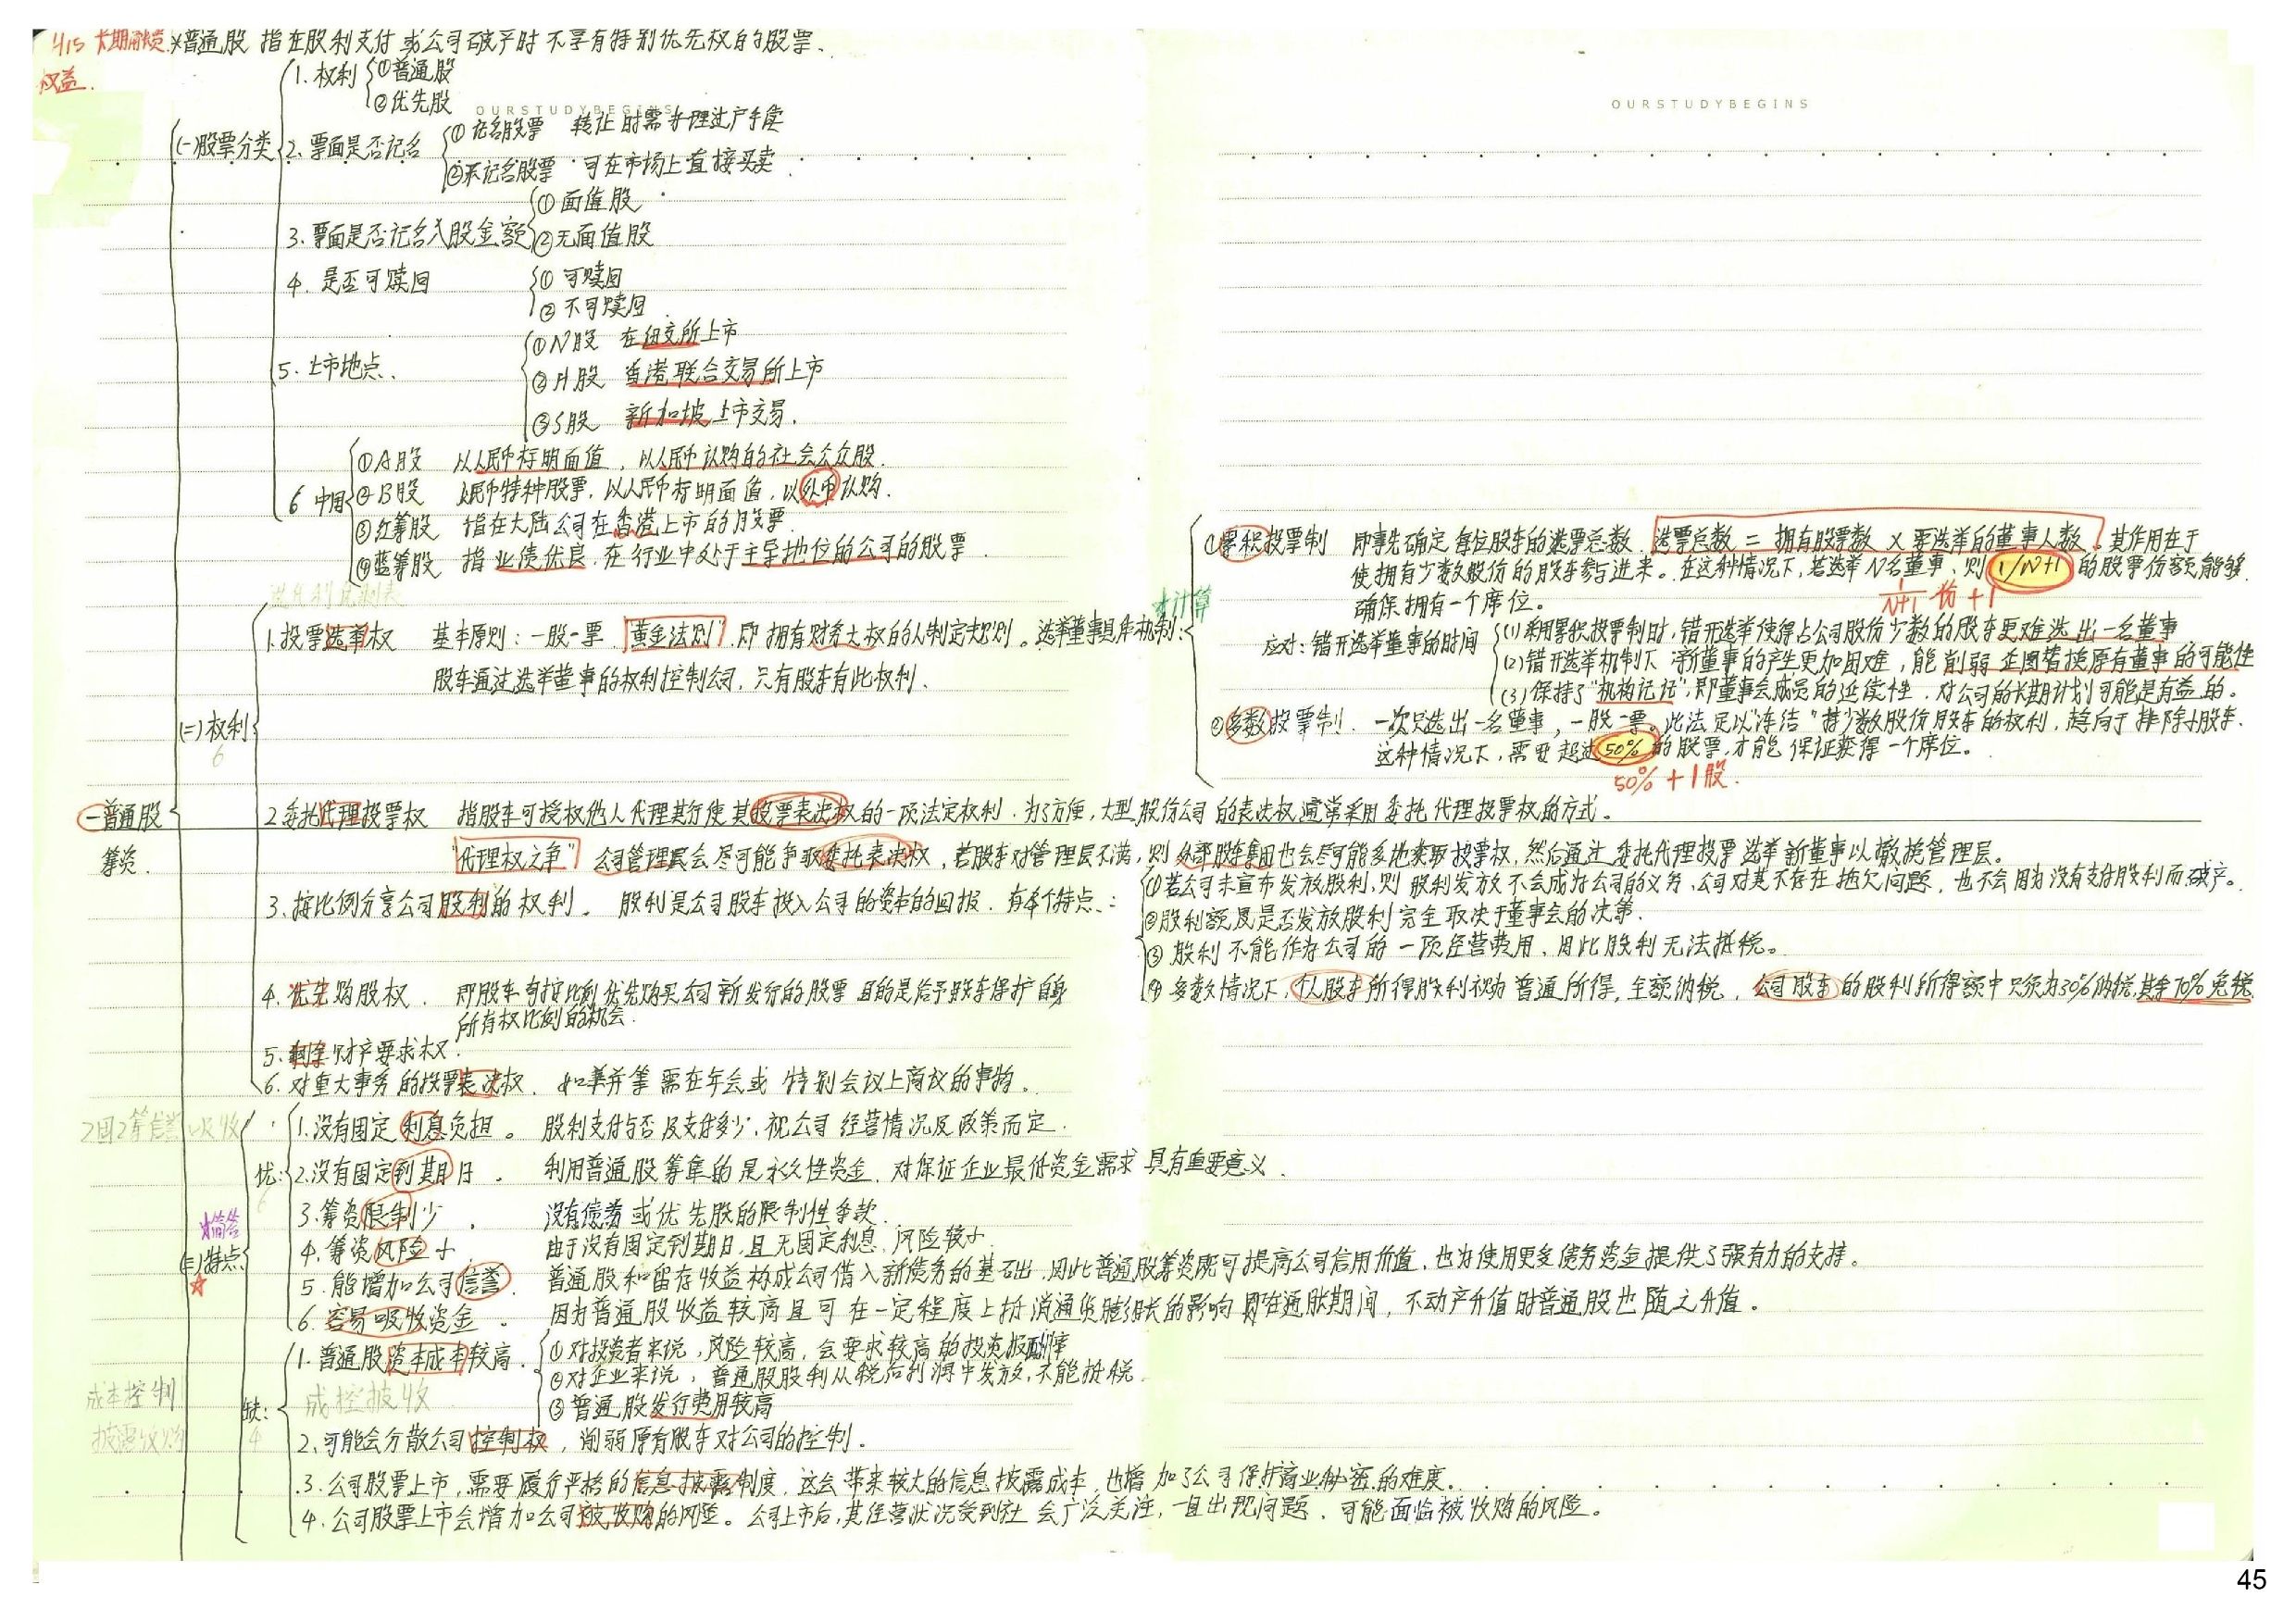 415 长期融资 *普通股 指在股利支付或公司破产时不享有特别优先权的股票、
权益.
OURSTUDYBEGINS
OURSTUDYBEGINS
(一)股票分类
1. 权利 ①普通股
②优先股
2. 票面是否记名 ① 记名股票 转让时需办理过户手续
②不记名股票 可在市场上直接买卖.
3. 票面是否记名入股金额 ① 面值股
②无面值股
4. 是否可赎回 ① 可赎回
② 不可赎回.
5. 上市地点、 ①N股 在纽交所上市
②H股 香港联合交易所上市
③S股 新加坡上市交易.
6 中国 ①A股 以人民币标明面值,以人民币认购的社会公众股.
②B股 人民币特种股票,以人民币标明面值,以外币认购.
③红筹股 指在大陆公司在香港上市的股票.
④蓝筹股 指业绩优良,在行业中处于主导地位的公司的股票.
一普通股
筹资.
(二)权利
6
1.投票选举权 基本原则:一股一票.“黄金法则”,即拥有财务大权的人制定规则。选举董事具体机制:
股东通过选举董事的权利控制公司,只有股东有此权利.
*计算
①累积投票制 即事先确定每位股东的选票总数.选票总数 = 拥有股票数 × 要选举的董事人数。其作用在于
使拥有少数股份的股东参与进来。在这种情况下,若选举N名董事,则 1/N+1 的股票份额能够
确保拥有一个席位。
1/N+1 份 + 1
应对:错开选举董事的时间 (1)采用累积投票制时,错开选举使得占公司股份少数的股东更难选出一名董事
(2)错开选举机制下 新董事的产生更加困难,能削弱企图替换原有董事的可能性
(3)保持了“机构记忆”,即董事会成员的延续性.对公司的长期计划可能是有益的。
②多数投票制. 一次只选出一名董事,一股一票。此法足以“冻结”持少数股份股东的权利,趋向于排除小股东.
这种情况下,需要超过50%的股票,才能保证获得一个席位。
50% + 1股.
2.委托代理投票权 指股东可授权他人代理其行使其投票表决权的一项法定权利.为了方便,大型股份公司的表决权通常采用委托代理投票权的方式。
“代理权之争” 公司管理层会尽可能争取委托表决权,若股东对管理层不满,则外部股东集团也会尽可能多地索取投票权,然后通过委托代理投票选举新董事以撤换管理层。
3.按比例分享公司股利的权利。 股利是公司股东投入公司的资本的回报.有4个特点、:
①若公司未宣布发放股利,则股利发放不会成为公司的义务,公司对其不存在拖欠问题,也不会因为没有支付股利而破产。
②股利额及是否发放股利完全取决于董事会的决策.
③ 股利不能作为公司的一项经营费用,因此股利无法抵税。
④ 多数情况下,个人股东所得股利视为普通所得,全额纳税,公司股东的股利所得额中只须为30%纳税,其余70%免税
4. 优先购股权. 即股东有按比例优先购买公司新发行的股票.目的是给予股东保护自身
所有权比例的机会.
5.剩余财产要求权.
6. 对重大事务的投票表决权. 如兼并等需在年会或特别会议上商议的事物。
(三)特点
*简答
优:
6
1.没有固定利息负担。 股利支付与否及支付多少,视公司经营情况及政策而定.
2.没有固定到期日. 利用普通股筹集的是永久性资金.对保证企业最低资金需求具有重要意义.
3.筹资限制少. 没有债券或优先股的限制性条款.
4.筹资风险小 由于没有固定到期日,且无固定利息,风险较小.
5.能增加公司信誉. 普通股和留存收益构成公司借入新债务的基础.因此普通股筹资既可提高公司信用价值,也为使用更多债务资金提供了强有力的支持。
6.容易吸收资金。 因为普通股收益较高且可在一定程度上抵消通货膨胀的影响.即在通胀期间,不动产升值时普通股也随之升值。
缺:
4
1.普通股资本成本较高. ①对投资者来说,风险较高,会要求较高的投资报酬率
②对企业来说,普通股股利从税后利润中发放,不能抵税.
③ 普通股发行费用较高
成控披收
成本控制
披露收购
2、可能会分散公司控制权,削弱原有股东对公司的控制.
3.公司股票上市,需要履行严格的信息披露制度,这会带来较大的信息披露成本,也增加了公司保护商业秘密的难度。
4.公司股票上市会增加公司被收购的风险。公司上市后,其经营状况受到社会广泛关注,一旦出现问题,可能面临被收购的风险。
45